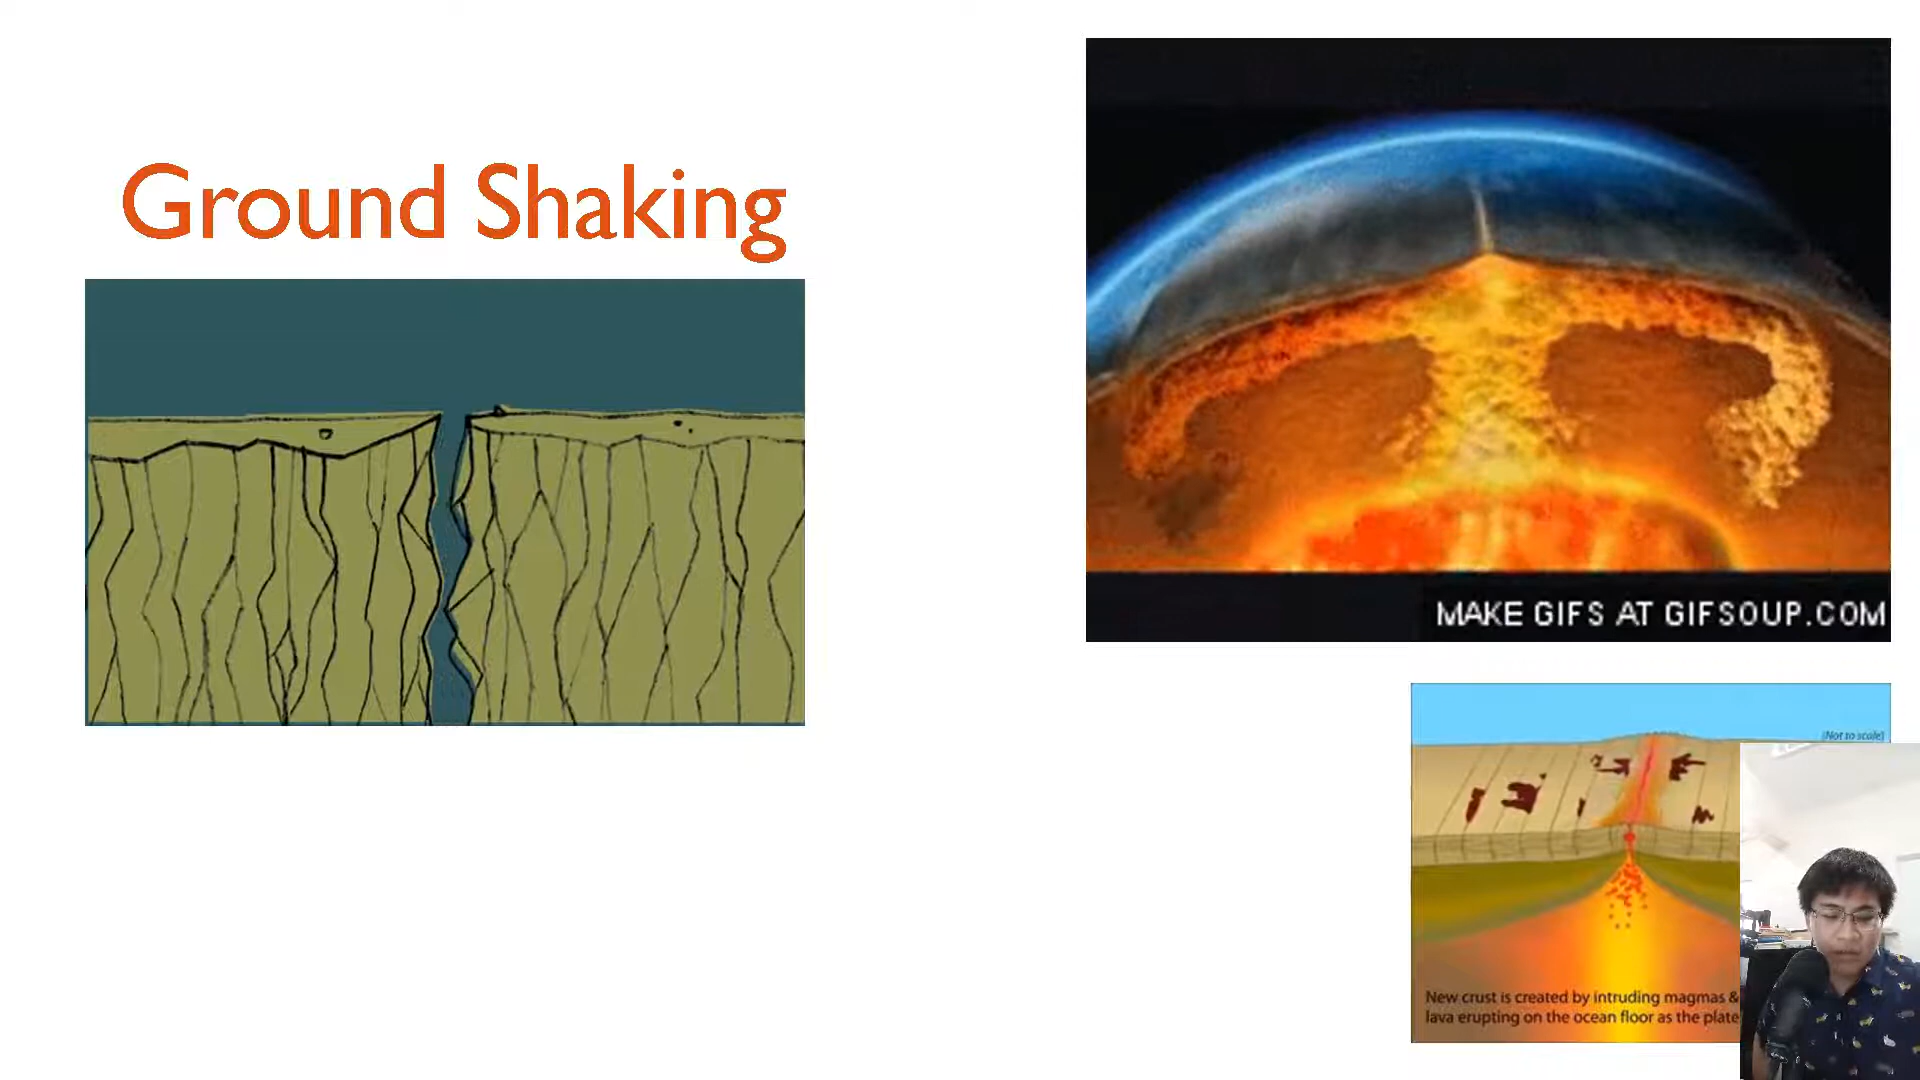 Ground Shaking
MAKE GIFS AT GIFSOUP.COM
(Not to scale)
New crust is created by intruding magmas &
lava erupting on the ocean floor as the plate